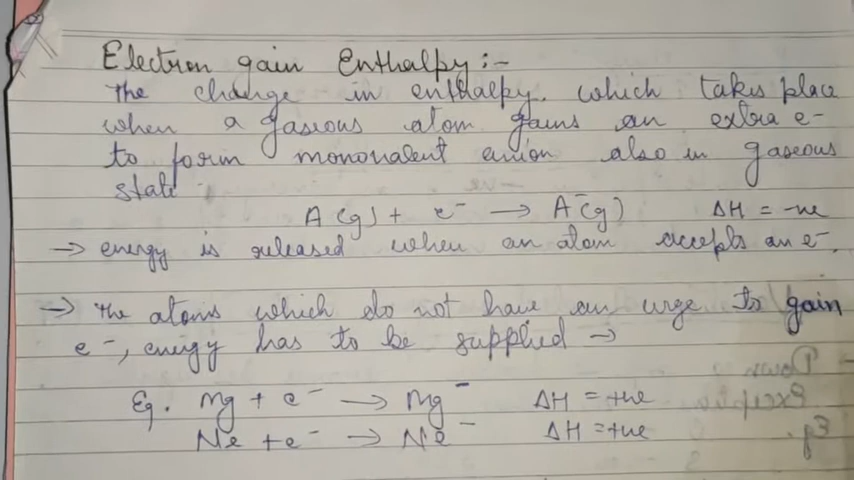 Electron gain Enthalpy :-
The change in enthalpy, which takes place
when a gaseous atom gains an extra e-
to form monovalent anion also in gaseous
state
A(g) + e⁻ → A⁻(g) ΔH = -ve
→ energy is released when an atom accepts an e⁻.
→ The atoms which do not have an urge to gain
e⁻, energy has to be supplied →
Eg. Mg + e⁻ → Mg⁻ ΔH = +ve
Ne + e⁻ → Ne⁻ ΔH = +ve